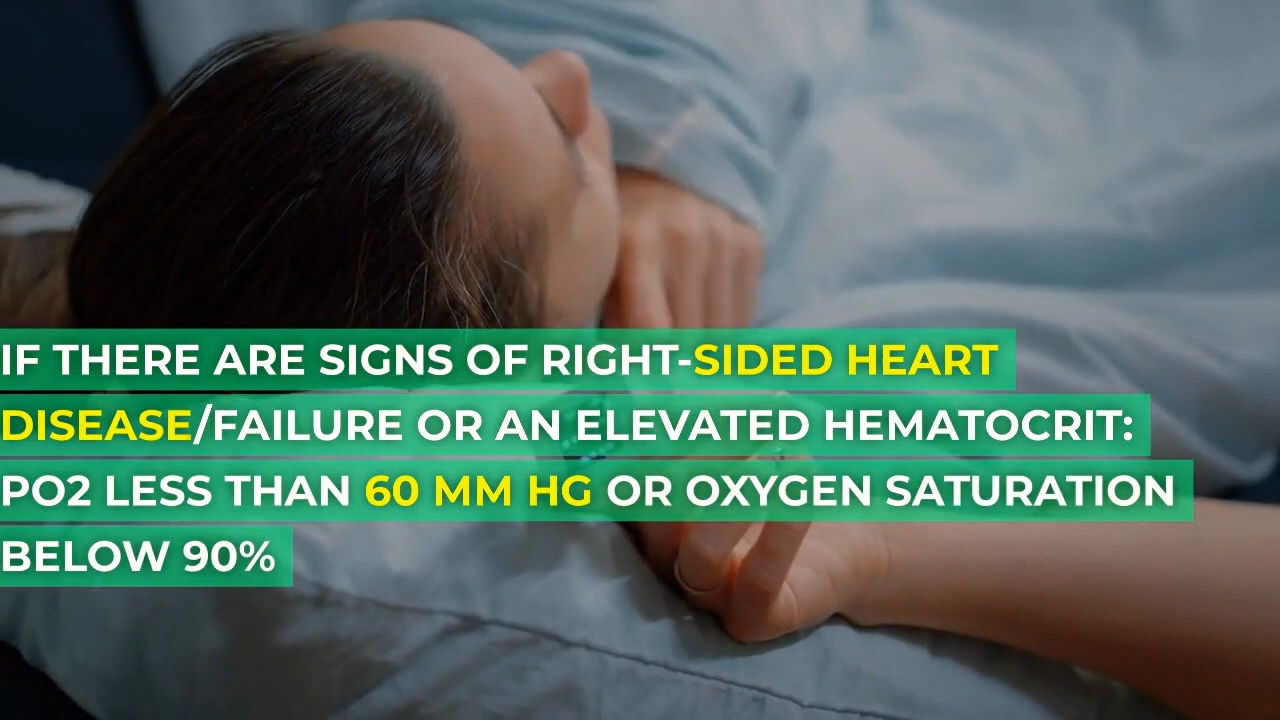 IF THERE ARE SIGNS OF RIGHT-SIDED HEART
DISEASE/FAILURE OR AN ELEVATED HEMATOCRIT:
PO2 LESS THAN 60 MM HG OR OXYGEN SATURATION
BELOW 90%